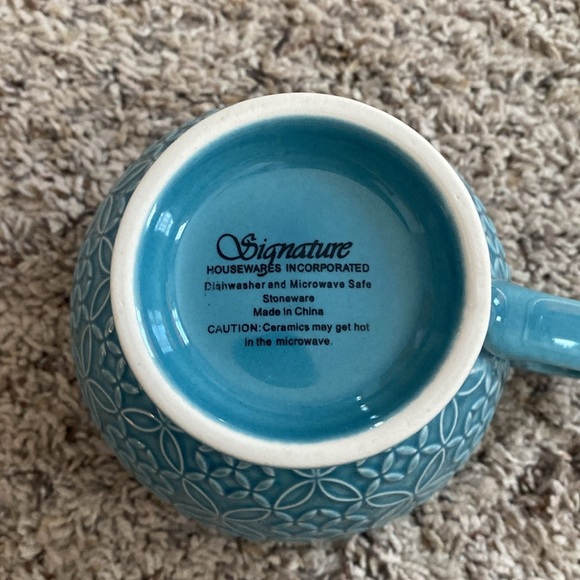 Signature
HOUSEWARES INCORPORATED
Dishwasher and Microwave Safe
Stoneware
Made in China
CAUTION: Ceramics may get hot
in the microwave.